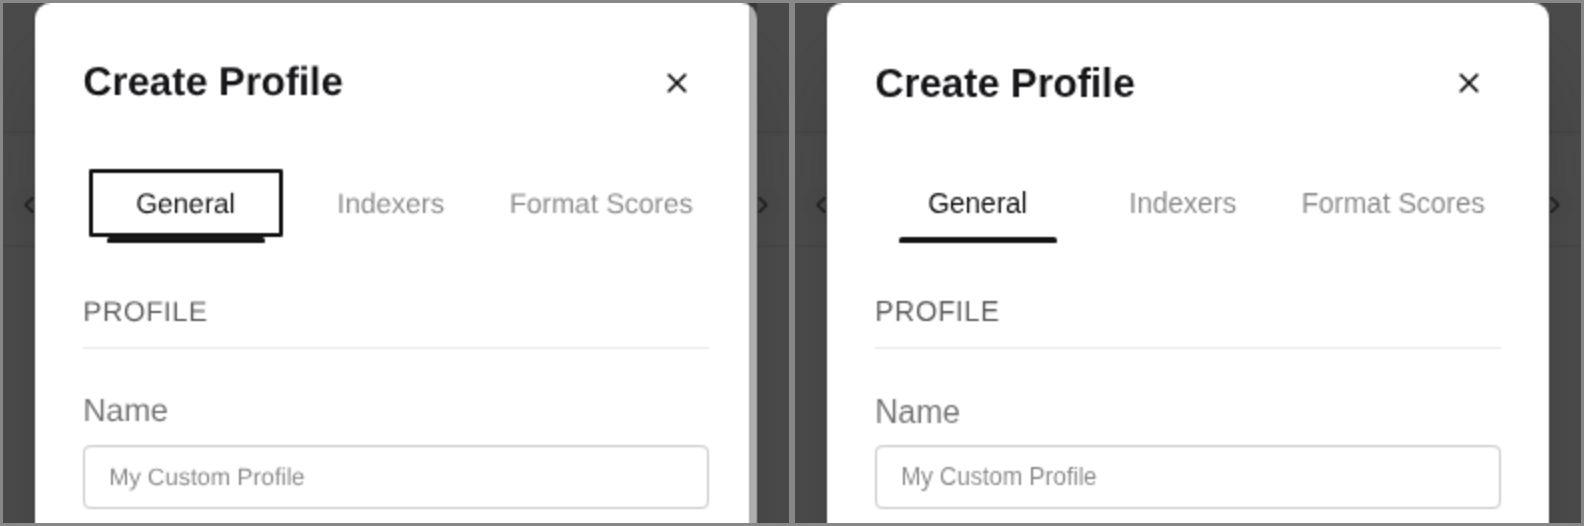 Create Profile ×
General Indexers Format Scores
PROFILE
Name
My Custom Profile
Create Profile ×
General Indexers Format Scores
PROFILE
Name
My Custom Profile